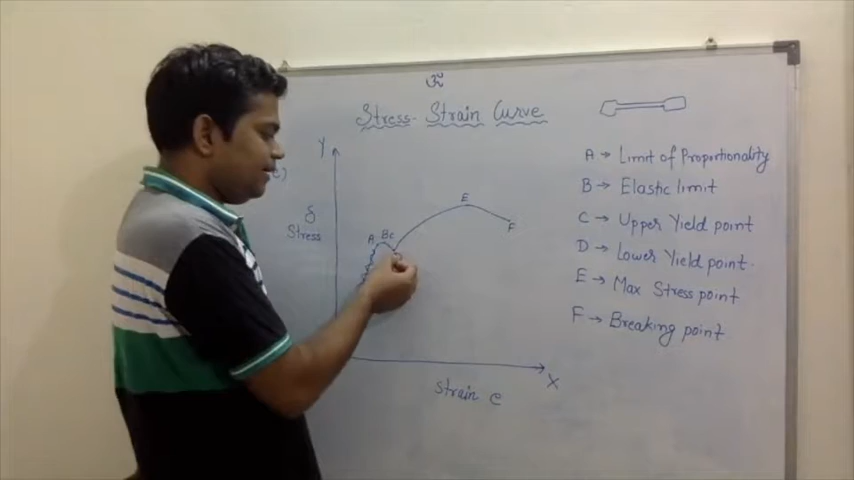 ॐ
Stress-Strain Curve
Y
δ
Stress
A
B
C
E
F
X
Strain e
A → Limit of Proportionality
B → Elastic limit
C → Upper Yield point
D → Lower Yield point.
E → Max Stress point
F → Breaking point